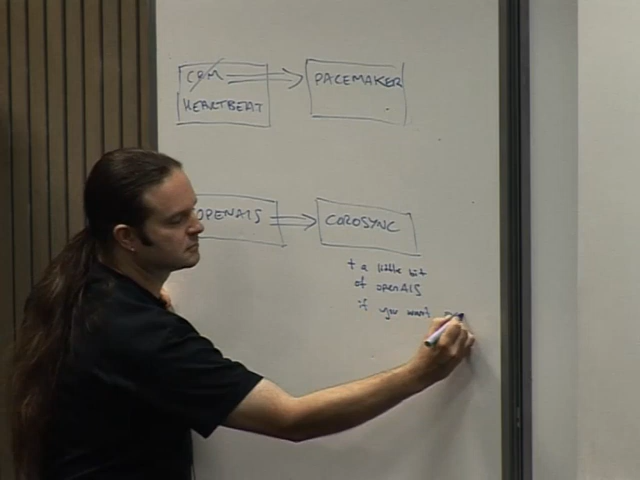 CRM
HEARTBEAT
PACEMAKER
OPENAIS
COROSYNC
+ a little bit
of openAIS
if you want